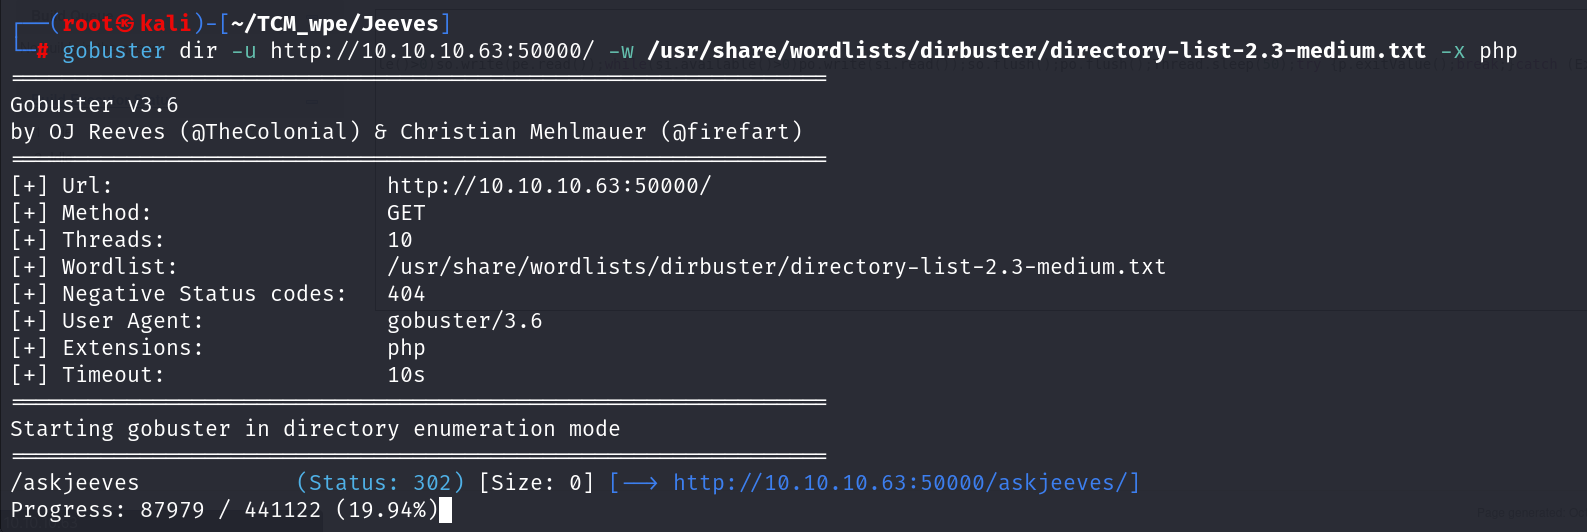 ┌──(root㉿kali)-[~/TCM_wpe/Jeeves]
└─# gobuster dir -u http://10.10.10.63:50000/ -w /usr/share/wordlists/dirbuster/directory-list-2.3-medium.txt -x php
===============================================================
Gobuster v3.6
by OJ Reeves (@TheColonial) & Christian Mehlmauer (@firefart)
===============================================================
[+] Url:                     http://10.10.10.63:50000/
[+] Method:                  GET
[+] Threads:                 10
[+] Wordlist:                /usr/share/wordlists/dirbuster/directory-list-2.3-medium.txt
[+] Negative Status codes:   404
[+] User Agent:              gobuster/3.6
[+] Extensions:              php
[+] Timeout:                 10s
===============================================================
Starting gobuster in directory enumeration mode
===============================================================
/askjeeves            (Status: 302) [Size: 0] [--> http://10.10.10.63:50000/askjeeves/]
Progress: 87979 / 441122 (19.94%)